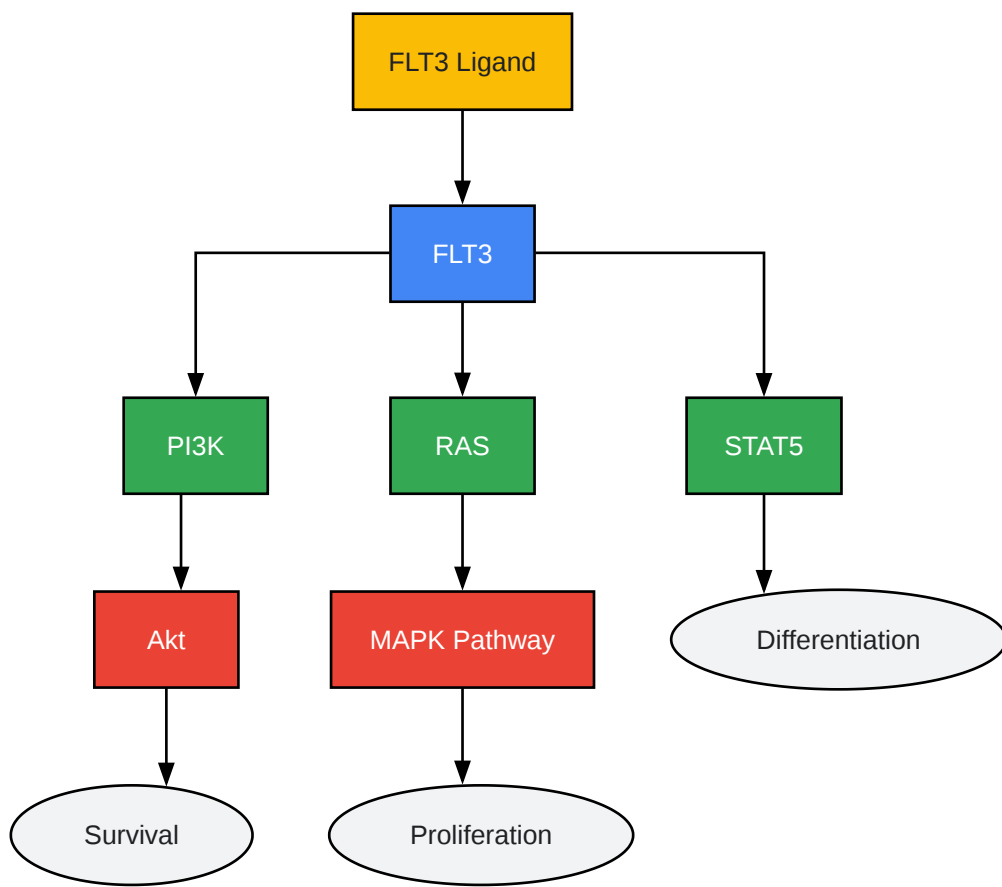 FLT3 Ligand
FLT3
PI3K
RAS
STAT5
Akt
MAPK Pathway
Differentiation
Survival
Proliferation